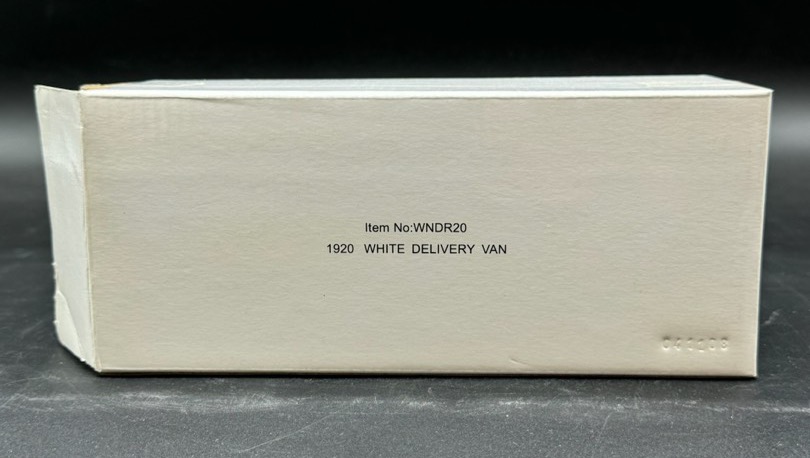 Item No:WNDR20
1920 WHITE DELIVERY VAN